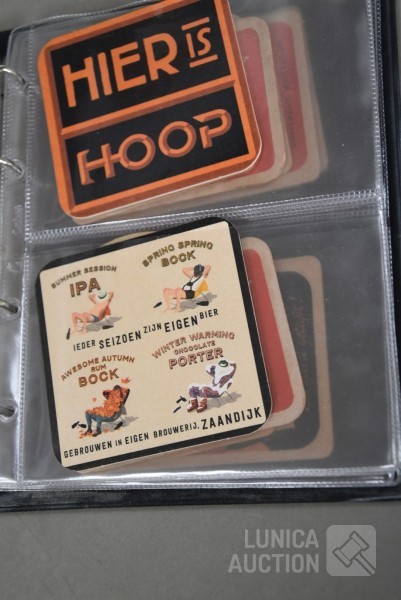 HIER IS
HOOP
SUMMER SESSION
IPA
SPRING SPRING
BOCK
IEDER SEIZOEN ZIJN EIGEN BIER
AWESOME AUTUMN
RUM
BOCK
WINTER WARMING
CHOCOLATE
PORTER
GEBROUWEN IN EIGEN BROUWERIJ, ZAANDIJK
LUNICA
AUCTION